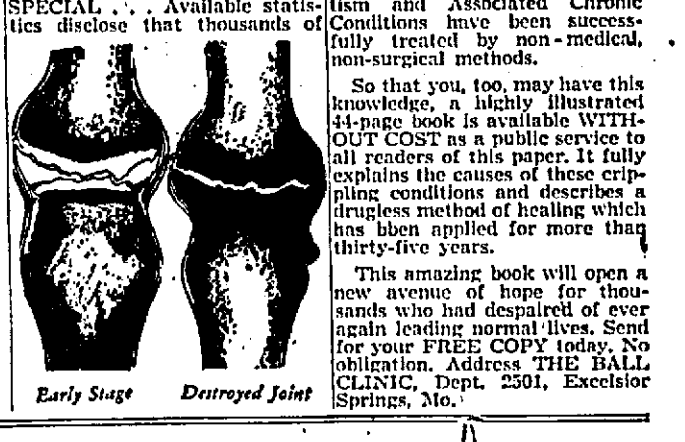 SPECIAL . . . Available statis-
tics disclose that thousands of
Early Stage
Destroyed Joint
tism and Associated Chronic
Conditions have been success-
fully treated by non-medical,
non-surgical methods.
So that you, too, may have this
knowledge, a highly illustrated
44-page book is available WITH-
OUT COST as a public service to
all readers of this paper. It fully
explains the causes of these crip-
pling conditions and describes a
drugless method of healing which
has bben applied for more than
thirty-five years.
This amazing book will open a
new avenue of hope for thou-
sands who had despaired of ever
again leading normal lives. Send
for your FREE COPY today. No
obligation. Address THE BALL
CLINIC, Dept. 2501, Excelsior
Springs, Mo.